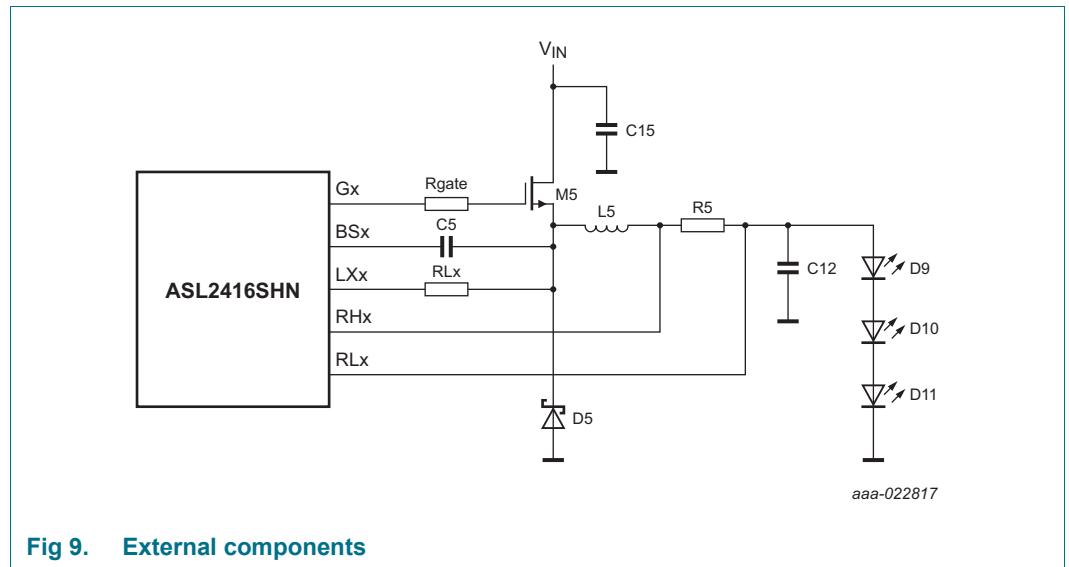 VIN
C15
Gx
Rgate
M5
BSx
C5
L5
R5
LXx
RLx
C12
D9
ASL2416SHN
RHx
D10
RLx
D11
D5
aaa-022817
Fig 9. External components